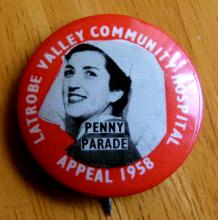 LATROBE VALLEY COMMUNITY HOSPITAL
PENNY
PARADE
APPEAL 1958